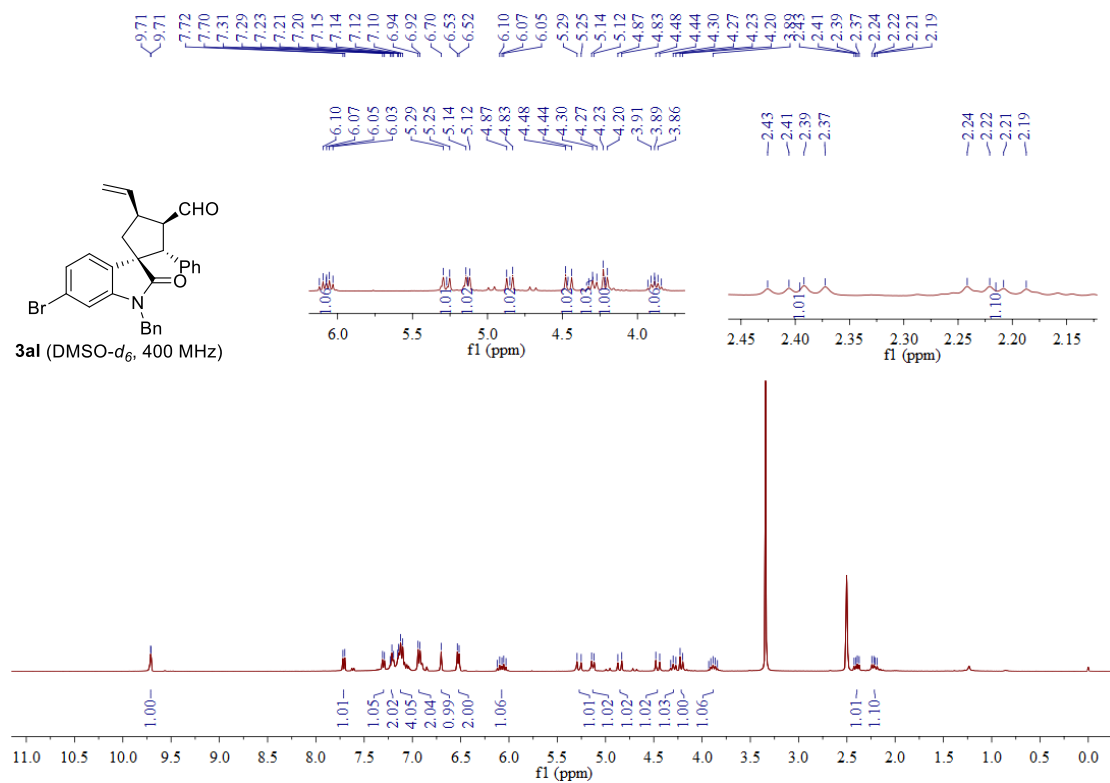 9.71 9.71 7.72 7.70 7.31 7.29 7.23 7.21 7.20 7.15 7.14 7.12 7.10 6.94 6.92 6.70 6.53 6.52 6.10 6.07 6.05 5.29 5.25 5.14 5.12 4.87 4.83 4.48 4.44 4.30 4.27 4.23 4.20 3.89 2.43 2.41 2.39 2.37 2.24 2.22 2.21 2.19
6.10 6.07 6.05 6.03 5.29 5.25 5.14 5.12 4.87 4.83 4.48 4.44 4.30 4.27 4.23 4.20 3.91 3.89 3.86
2.43 2.41 2.39 2.37 2.24 2.22 2.21 2.19
CHO
Ph
O
Br
N
Bn
3al (DMSO-d6, 400 MHz)
1.06 1.01 1.02 1.02 1.02 1.03 1.00 1.06
6.0 5.5 5.0 4.5 4.0
f1 (ppm)
1.01 1.10
2.45 2.40 2.35 2.30 2.25 2.20 2.15
f1 (ppm)
1.00 1.01 1.05 2.02 4.05 2.04 0.99 2.00 1.06 1.01 1.02 1.02 1.02 1.03 1.00 1.06 1.01 1.10
11.0 10.5 10.0 9.5 9.0 8.5 8.0 7.5 7.0 6.5 6.0 5.5 5.0 4.5 4.0 3.5 3.0 2.5 2.0 1.5 1.0 0.5 0.0
f1 (ppm)